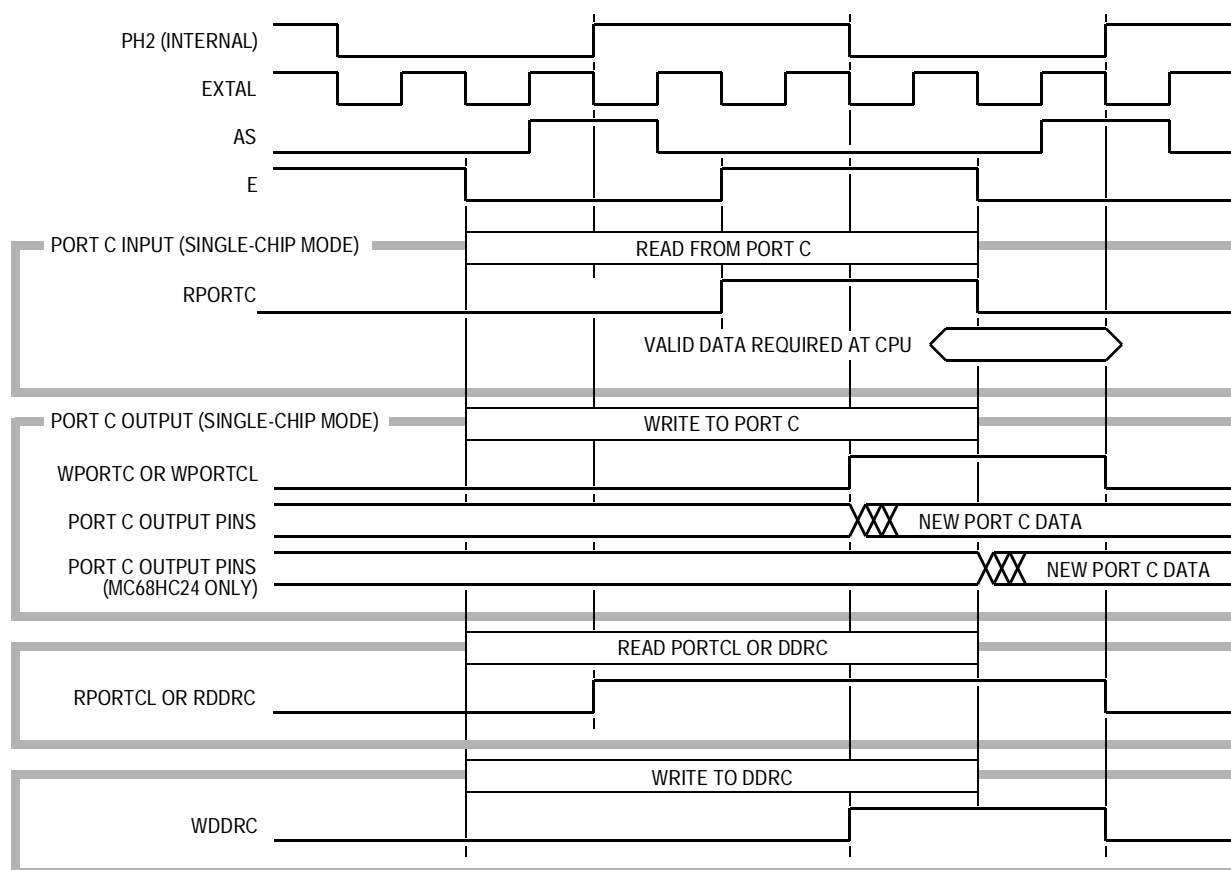 PH2 (INTERNAL)
EXTAL
AS
E
PORT C INPUT (SINGLE-CHIP MODE)
READ FROM PORT C
RPORTC
VALID DATA REQUIRED AT CPU
PORT C OUTPUT (SINGLE-CHIP MODE)
WRITE TO PORT C
WPORTC OR WPORTCL
PORT C OUTPUT PINS
NEW PORT C DATA
PORT C OUTPUT PINS
(MC68HC24 ONLY)
NEW PORT C DATA
READ PORTCL OR DDRC
RPORTCL OR RDDRC
WRITE TO DDRC
WDDRC